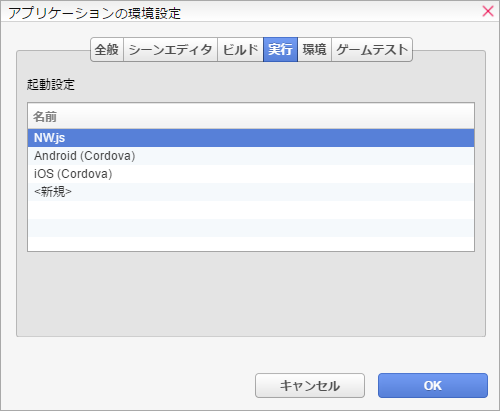 アプリケーションの環境設定
全般 シーンエディタ ビルド 実行 環境 ゲームテスト
起動設定
名前
NW.js
Android (Cordova)
iOS (Cordova)
<新規>
キャンセル OK